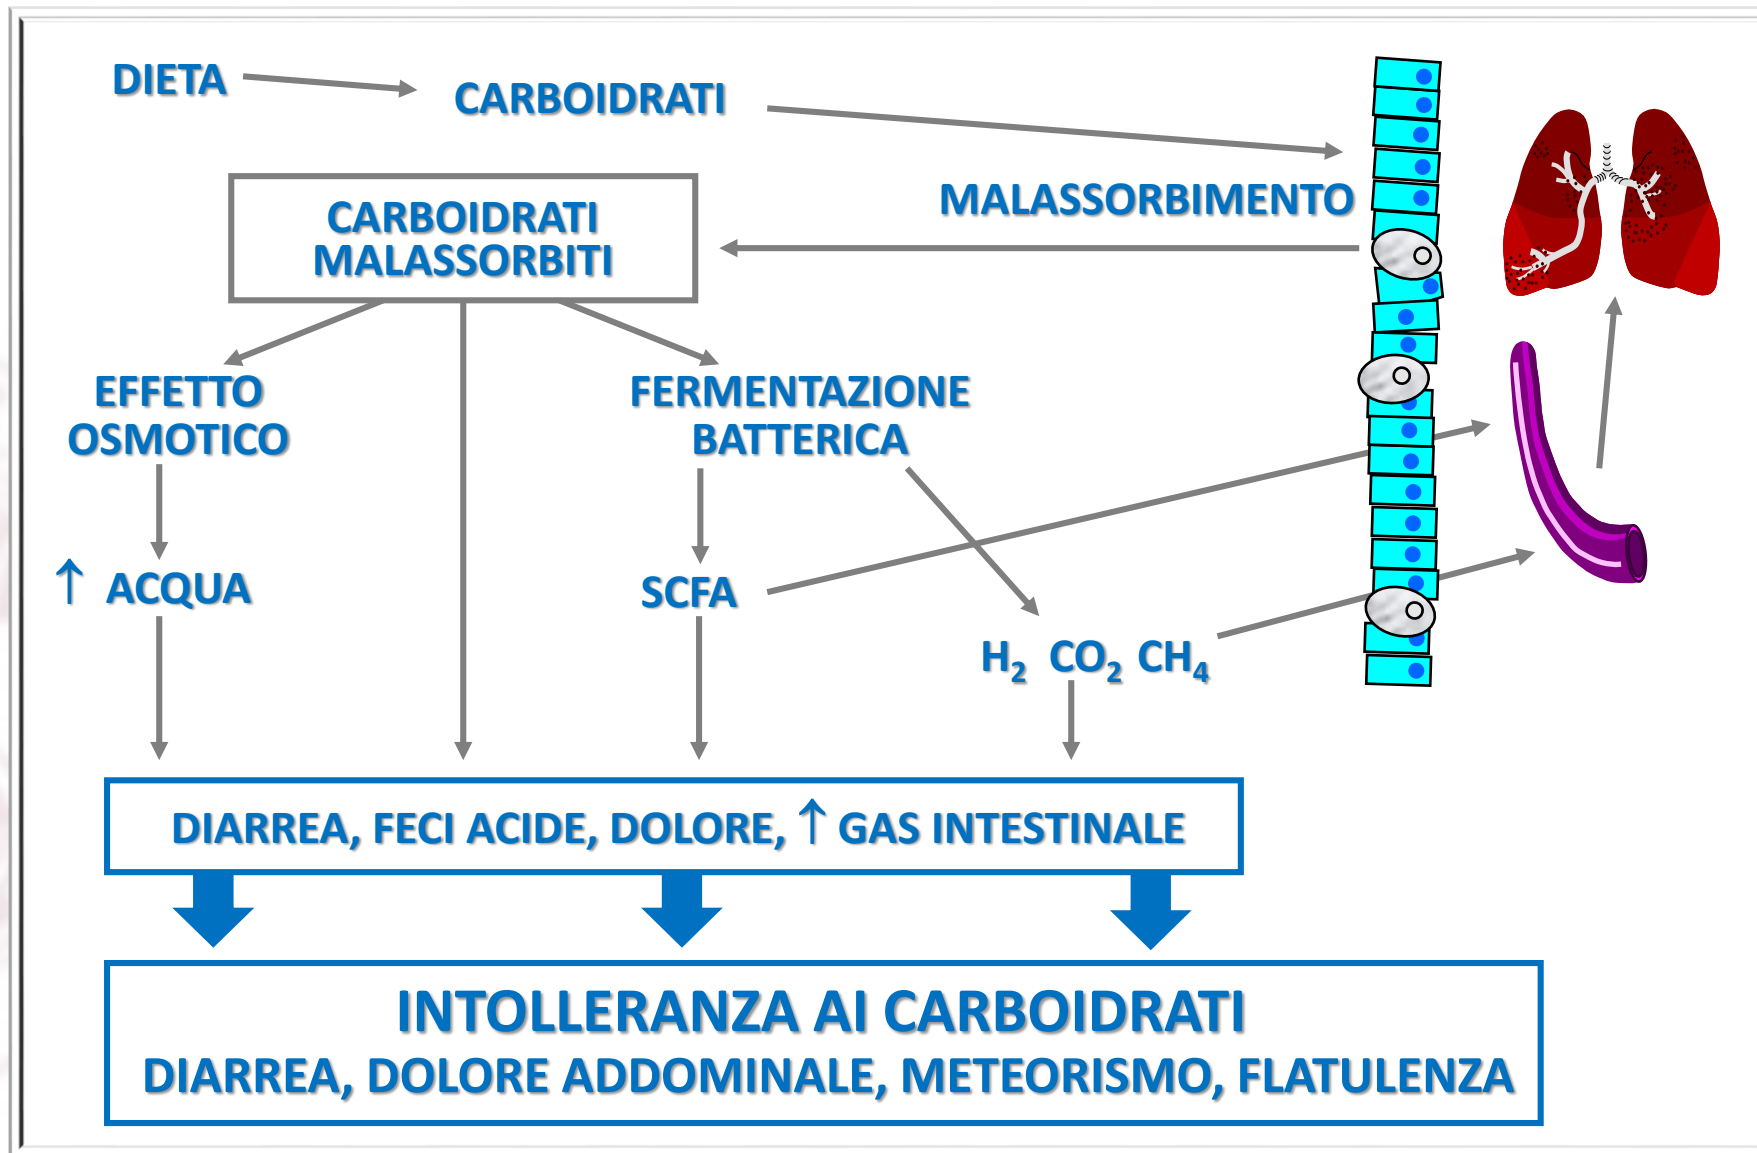 DIETA
CARBOIDRATI
MALASSORBIMENTO
CARBOIDRATI
MALASSORBITI
EFFETTO
OSMOTICO
FERMENTAZIONE
BATTERICA
↑ ACQUA
SCFA
H₂ CO₂ CH₄
DIARREA, FECI ACIDE, DOLORE, ↑ GAS INTESTINALE
INTOLLERANZA AI CARBOIDRATI
DIARREA, DOLORE ADDOMINALE, METEORISMO, FLATULENZA